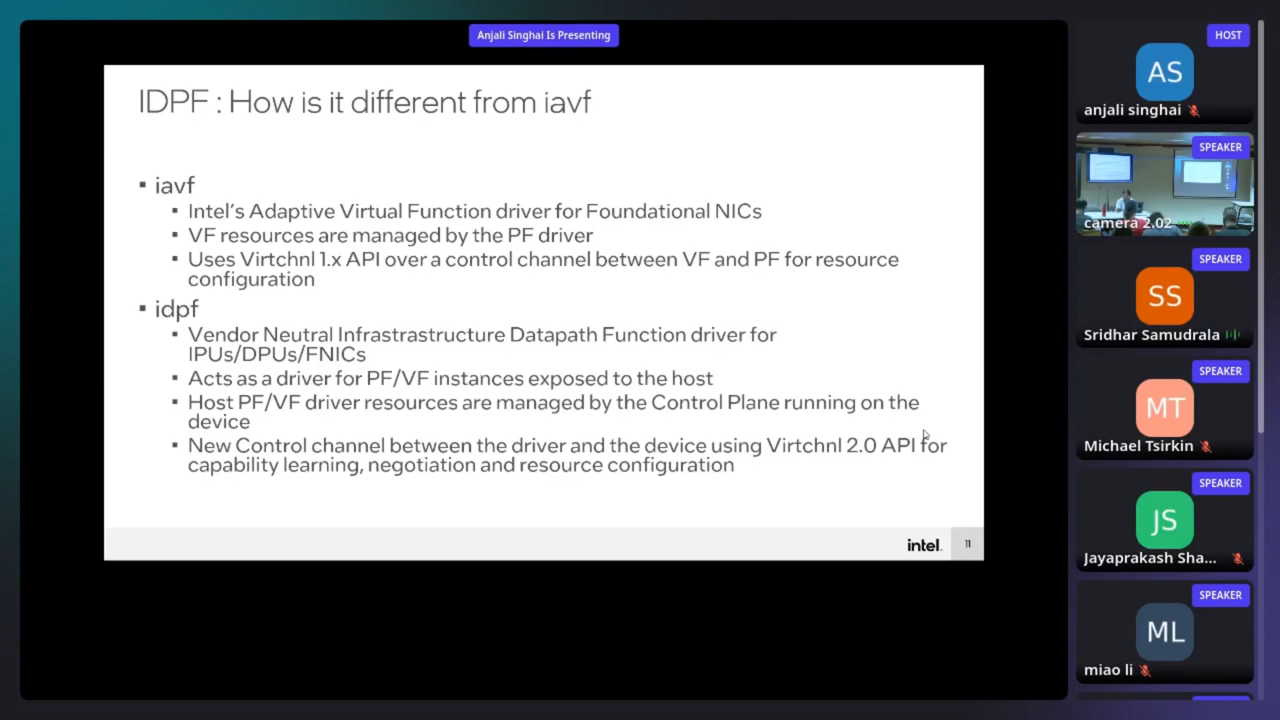 Anjali Singhai Is Presenting
IDPF : How is it different from iavf
▪ iavf
▪ Intel's Adaptive Virtual Function driver for Foundational NICs
▪ VF resources are managed by the PF driver
▪ Uses Virtchnl 1.x API over a control channel between VF and PF for resource
configuration
▪ idpf
▪ Vendor Neutral Infrastrastructure Datapath Function driver for
IPUs/DPUs/FNICs
▪ Acts as a driver for PF/VF instances exposed to the host
▪ Host PF/VF driver resources are managed by the Control Plane running on the
device
▪ New Control channel between the driver and the device using Virtchnl 2.0 API for
capability learning, negotiation and resource configuration
intel.
11
HOST
AS
anjali singhai
SPEAKER
camera 2.02
SPEAKER
SS
Sridhar Samudrala
SPEAKER
MT
Michael Tsirkin
SPEAKER
JS
Jayaprakash Sha...
SPEAKER
ML
miao li